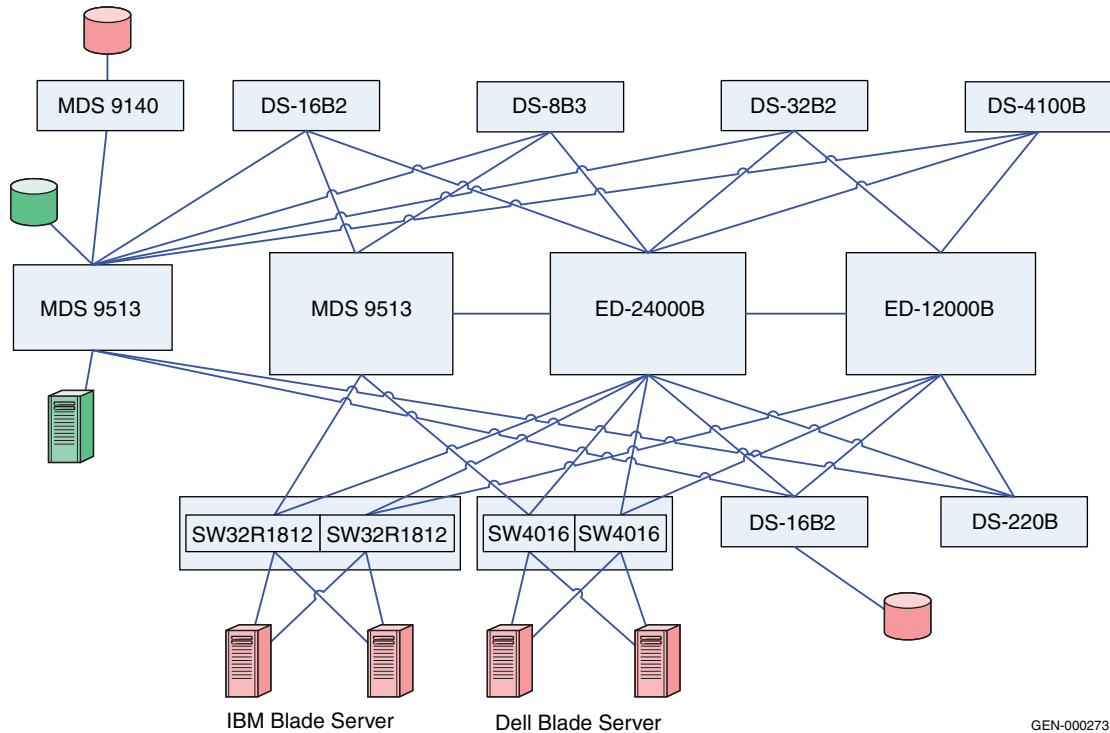 MDS 9140
DS-16B2
DS-8B3
DS-32B2
DS-4100B
MDS 9513
MDS 9513
ED-24000B
ED-12000B
SW32R1812
SW32R1812
SW4016
SW4016
DS-16B2
DS-220B
IBM Blade Server
Dell Blade Server
GEN-000273